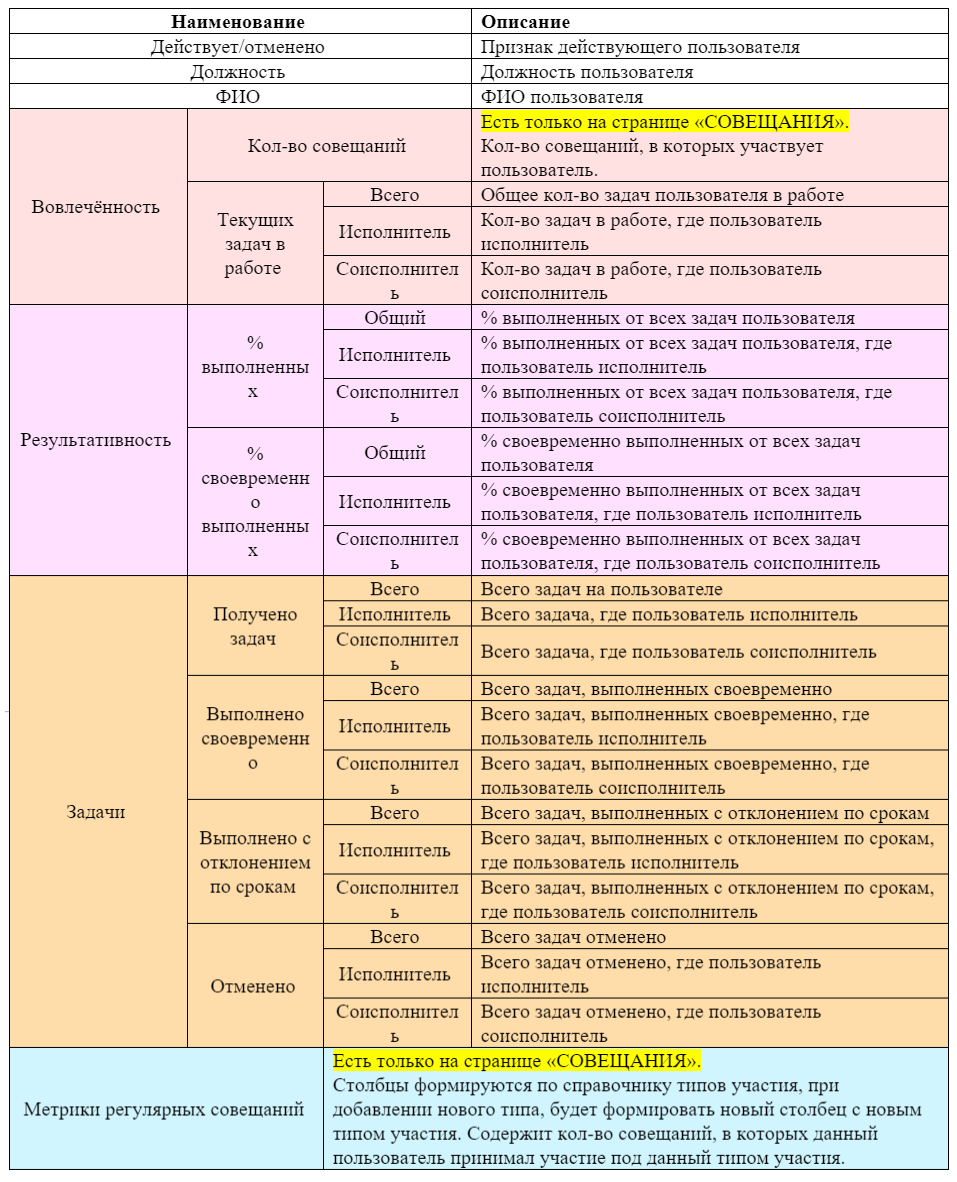 Наименование
Описание
Действует/отменено
Признак действующего пользователя
Должность
Должность пользователя
ФИО
ФИО пользователя
Вовлечённость
Кол-во совещаний
Есть только на странице «СОВЕЩАНИЯ».
Кол-во совещаний, в которых участвует
пользователь.
Текущих
задач в
работе
Всего
Общее кол-во задач пользователя в работе
Исполнитель
Кол-во задач в работе, где пользователь
исполнитель
Соисполнител
ь
Кол-во задач в работе, где пользователь
соисполнитель
Результативность
%
выполненны
х
Общий
% выполненных от всех задач пользователя
Исполнитель
% выполненных от всех задач пользователя, где
пользователь исполнитель
Соисполнител
ь
% выполненных от всех задач пользователя, где
пользователь соисполнитель
%
своевременн
о
выполненны
х
Общий
% своевременно выполненных от всех задач
пользователя
Исполнитель
% своевременно выполненных от всех задач
пользователя, где пользователь исполнитель
Соисполнител
ь
% своевременно выполненных от всех задач
пользователя, где пользователь соисполнитель
Задачи
Получено
задач
Всего
Всего задач на пользователе
Исполнитель
Всего задача, где пользователь исполнитель
Соисполнител
ь
Всего задача, где пользователь соисполнитель
Выполнено
своевременн
о
Всего
Всего задач, выполненных своевременно
Исполнитель
Всего задач, выполненных своевременно, где
пользователь исполнитель
Соисполнител
ь
Всего задач, выполненных своевременно, где
пользователь соисполнитель
Выполнено с
отклонением
по срокам
Всего
Всего задач, выполненных с отклонением по срокам
Исполнитель
Всего задач, выполненных с отклонением по срокам,
где пользователь исполнитель
Соисполнител
ь
Всего задач, выполненных с отклонением по срокам,
где пользователь соисполнитель
Отменено
Всего
Всего задач отменено
Исполнитель
Всего задач отменено, где пользователь
исполнитель
Соисполнител
ь
Всего задач отменено, где пользователь
соисполнитель
Метрики регулярных совещаний
Есть только на странице «СОВЕЩАНИЯ».
Столбцы формируются по справочнику типов участия, при
добавлении нового типа, будет формировать новый столбец с новым
типом участия. Содержит кол-во совещаний, в которых данный
пользователь принимал участие под данный типом участия.